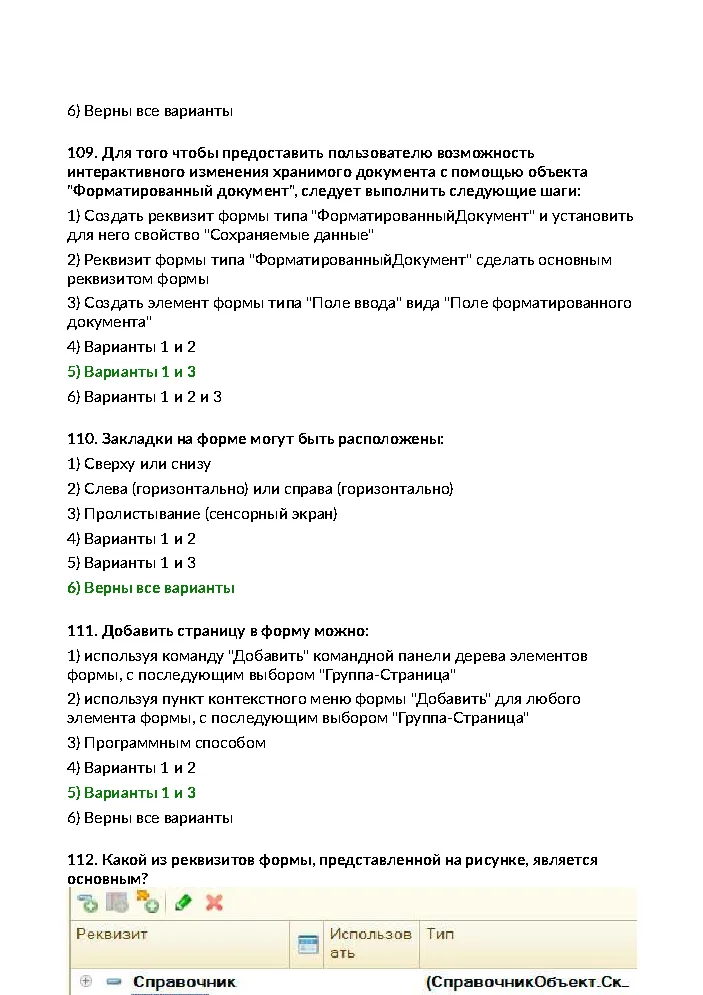 6) Верны все варианты
109. Для того чтобы предоставить пользователю возможность
интерактивного изменения хранимого документа с помощью объекта
"Форматированный документ", следует выполнить следующие шаги:
1) Создать реквизит формы типа "ФорматированныйДокумент" и установить
для него свойство "Сохраняемые данные"
2) Реквизит формы типа "ФорматированныйДокумент" сделать основным
реквизитом формы
3) Создать элемент формы типа "Поле ввода" вида "Поле форматированного
документа"
4) Варианты 1 и 2
5) Варианты 1 и 3
6) Варианты 1 и 2 и 3
110. Закладки на форме могут быть расположены:
1) Сверху или снизу
2) Слева (горизонтально) или справа (горизонтально)
3) Пролистывание (сенсорный экран)
4) Варианты 1 и 2
5) Варианты 1 и 3
6) Верны все варианты
111. Добавить страницу в форму можно:
1) используя команду "Добавить" командной панели дерева элементов
формы, с последующим выбором "Группа-Страница"
2) используя пункт контекстного меню формы "Добавить" для любого
элемента формы, с последующим выбором "Группа-Страница"
3) Программным способом
4) Варианты 1 и 2
5) Варианты 1 и 3
6) Верны все варианты
112. Какой из реквизитов формы, представленной на рисунке, является
основным?
Реквизит Использов Тип
ать
Справочник (СправочникОбъект.Ск...